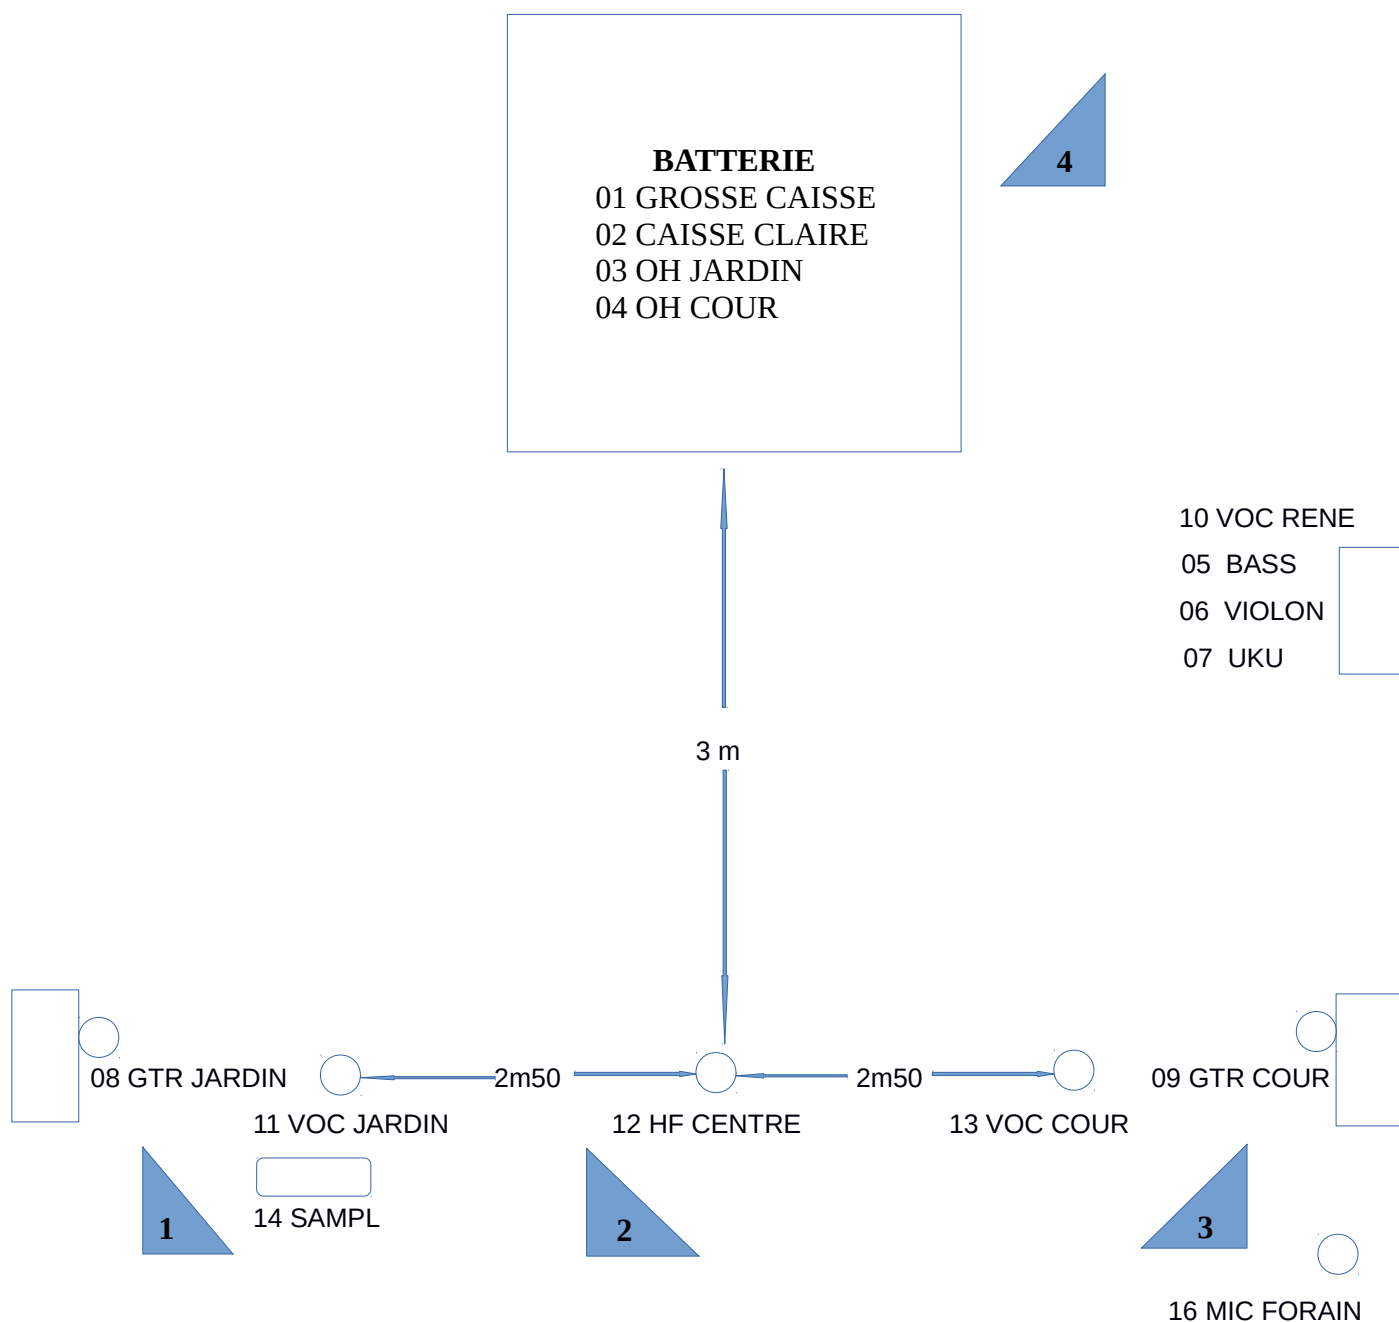 BATTERIE
01 GROSSE CAISSE
02 CAISSE CLAIRE
03 OH JARDIN
04 OH COUR
4
10 VOC RENE
05 BASS
06 VIOLON
07 UKU
3 m
08 GTR JARDIN
2m50
2m50
09 GTR COUR
11 VOC JARDIN
12 HF CENTRE
13 VOC COUR
14 SAMPL
1
2
3
16 MIC FORAIN